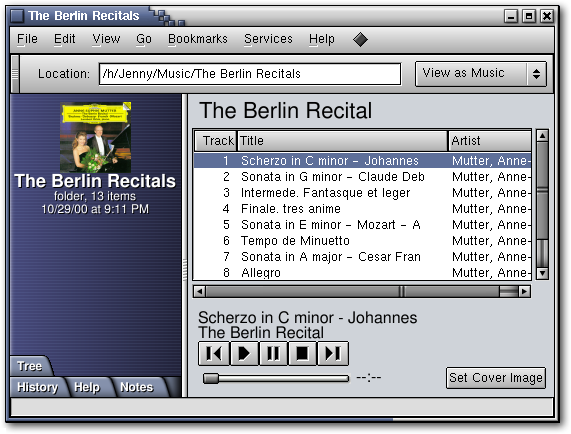 The Berlin Recitals
File Edit View Go Bookmarks Services Help
Location: /h/Jenny/Music/The Berlin Recitals View as Music
ANNE-SOPHIE MUTTER
The Berlin Recitals
folder, 13 items
10/29/00 at 9:11 PM
Tree
History Help Notes
The Berlin Recital
Track Title Artist
1 Scherzo in C minor - Johannes Mutter, Anne-
2 Sonata in G minor - Claude Deb Mutter, Anne-
3 Intermede. Fantasque et leger Mutter, Anne-
4 Finale. tres anime Mutter, Anne-
5 Sonata in E minor - Mozart - A Mutter, Anne-
6 Tempo de Minuetto Mutter, Anne-
7 Sonata in A major - Cesar Fran Mutter, Anne-
8 Allegro Mutter, Anne-
Scherzo in C minor - Johannes
The Berlin Recital
--:--
Set Cover Image